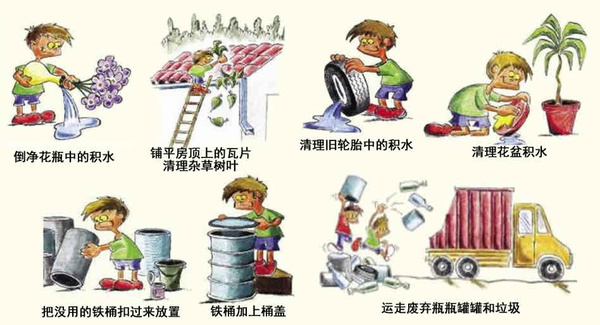 倒净花瓶中的积水
铺平房顶上的瓦片
清理杂草树叶
清理旧轮胎中的积水
清理花盆积水
把没用的铁桶扣过来放置
铁桶加上桶盖
运走废弃瓶瓶罐罐和垃圾